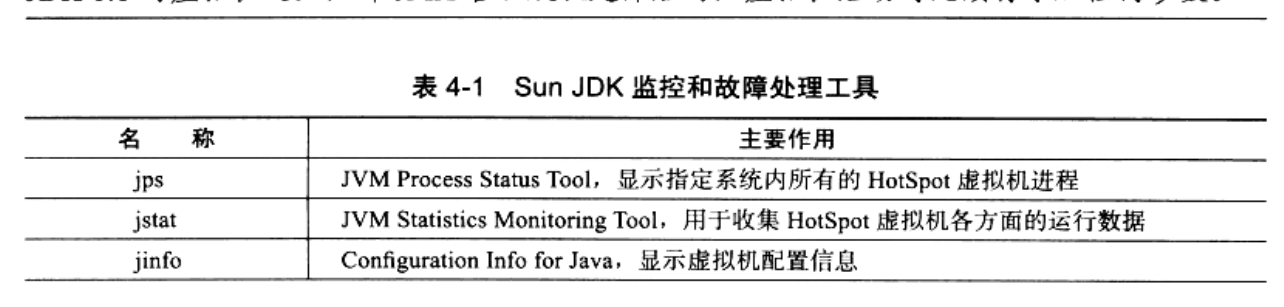 表 4-1 Sun JDK 监控和故障处理工具
名 称 主要作用
jps JVM Process Status Tool，显示指定系统内所有的 HotSpot 虚拟机进程
jstat JVM Statistics Monitoring Tool，用于收集 HotSpot 虚拟机各方面的运行数据
jinfo Configuration Info for Java，显示虚拟机配置信息